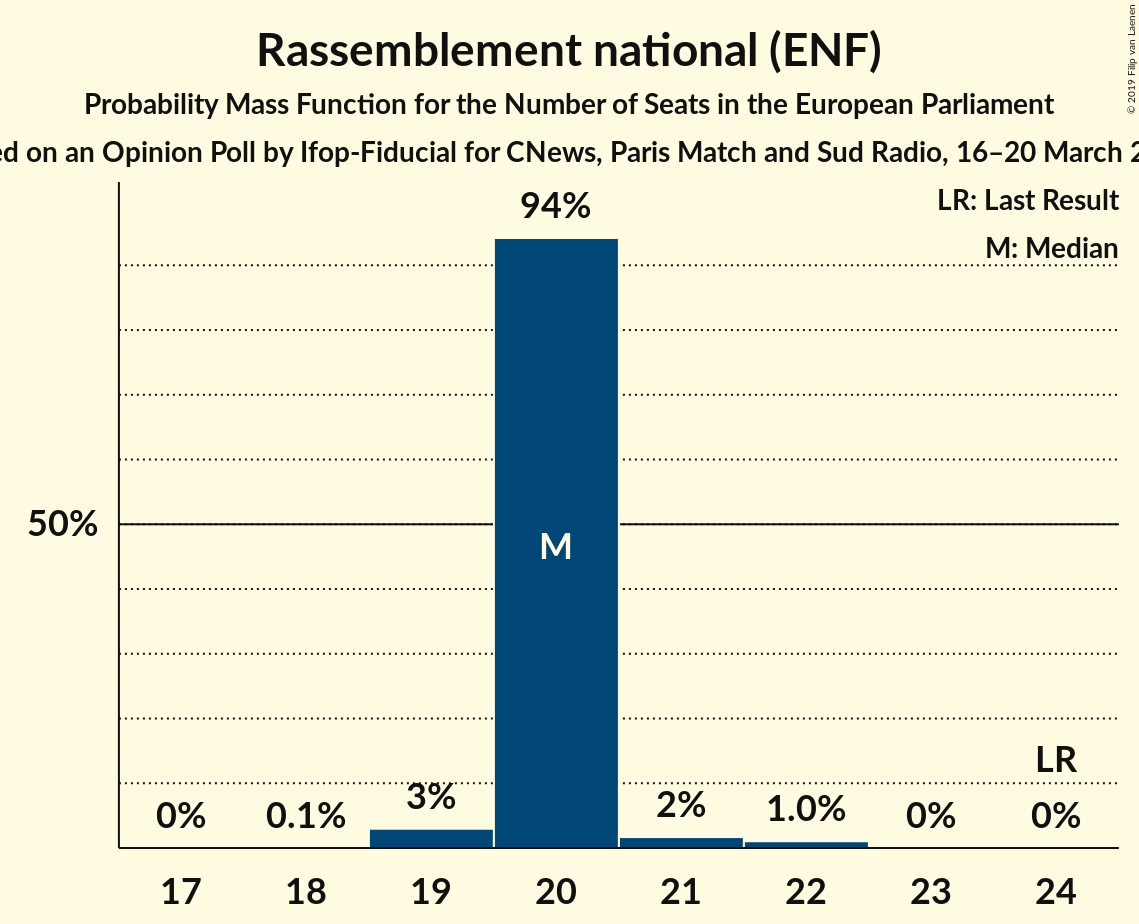 Rassemblement national (ENF)
Probability Mass Function for the Number of Seats in the European Parliament
on an Opinion Poll by Ifop-Fiducial for CNews, Paris Match and Sud Radio, 16–20 March
© 2019 Filip van Laenen
LR: Last Result
M: Median
94%
50%
M
LR
0%
0.1%
3%
2%
1.0%
0%
0%
17
18
19
20
21
22
23
24